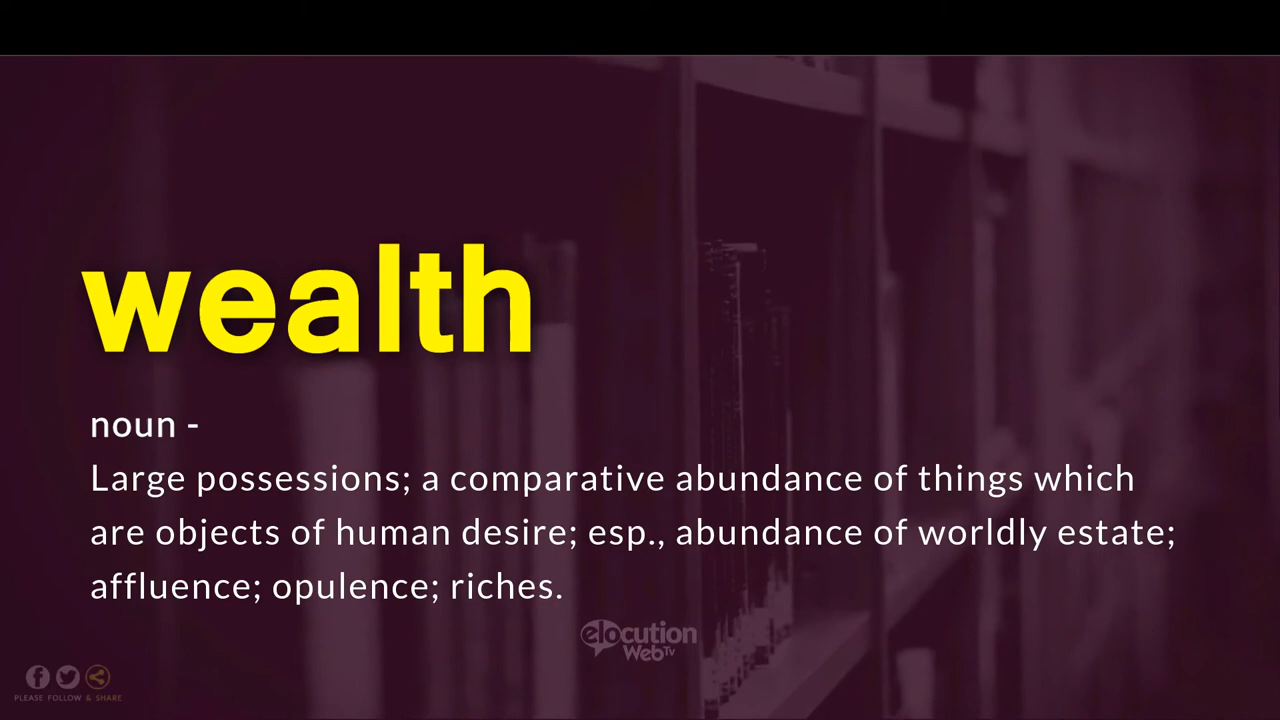 wealth
noun -
Large possessions; a comparative abundance of things which
are objects of human desire; esp., abundance of worldly estate;
affluence; opulence; riches.
elocution
WebTv
PLEASE FOLLOW & SHARE